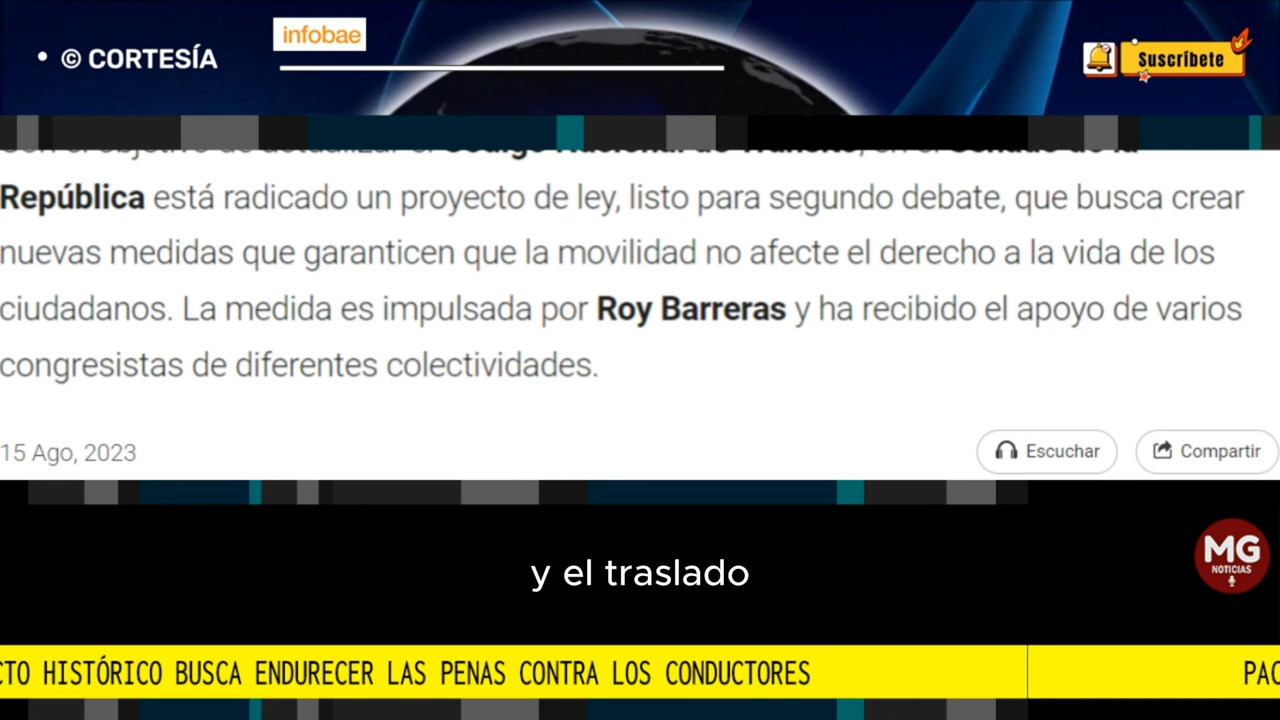 • © CORTESÍA
infobae
Suscríbete
República está radicado un proyecto de ley, listo para segundo debate, que busca crear
nuevas medidas que garanticen que la movilidad no afecte el derecho a la vida de los
ciudadanos. La medida es impulsada por Roy Barreras y ha recibido el apoyo de varios
congresistas de diferentes colectividades.
15 Ago, 2023
Escuchar
Compartir
MG
NOTICIAS
y el traslado
CTO HISTÓRICO BUSCA ENDURECER LAS PENAS CONTRA LOS CONDUCTORES
PAC